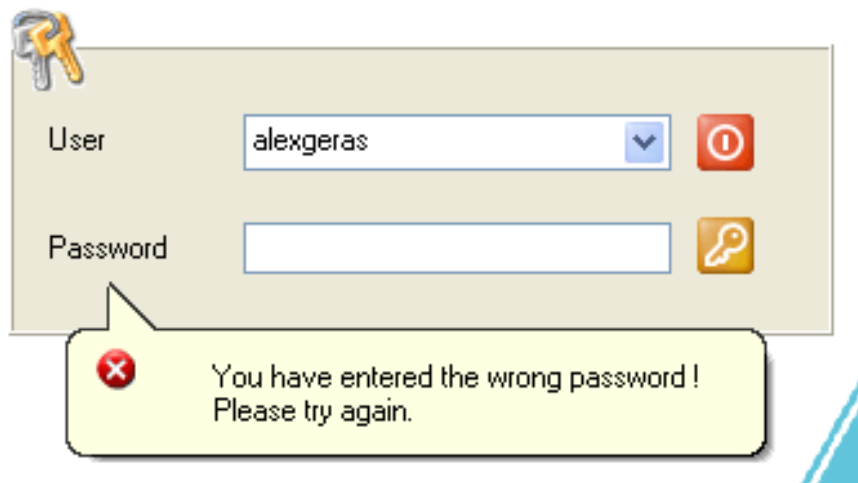 User
alexgeras
Password
You have entered the wrong password !
Please try again.